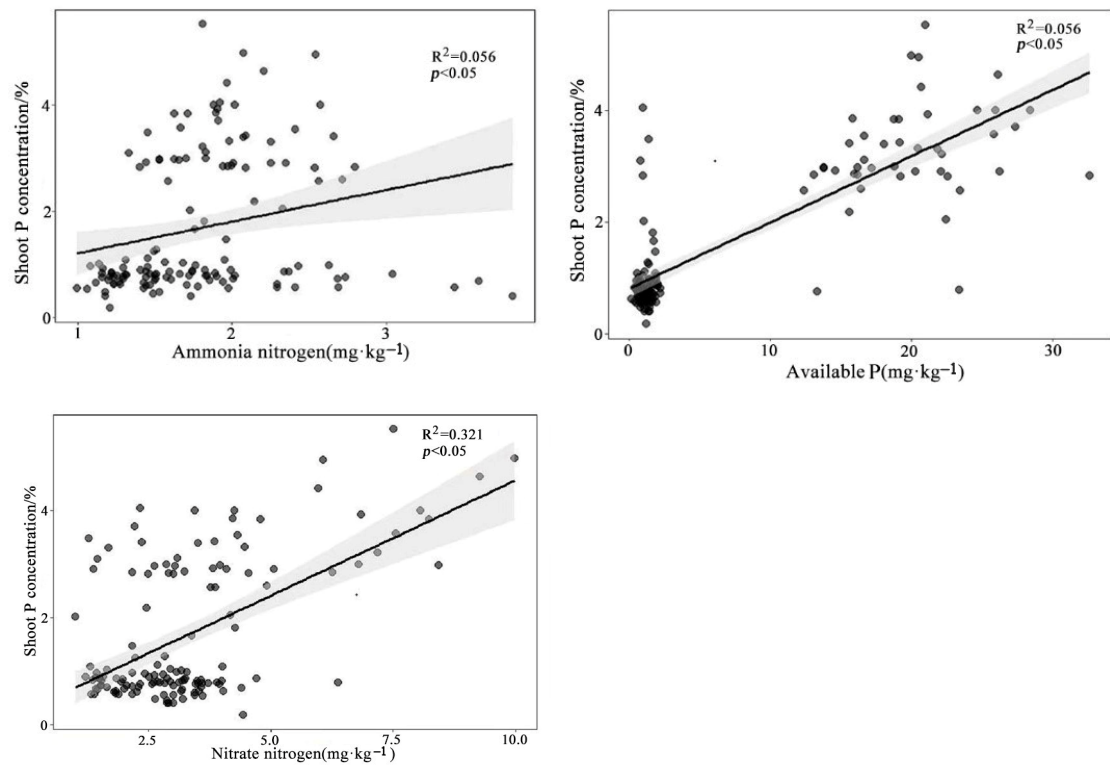 R²=0.056
p<0.05
Shoot P concentration/%
4
2
0
1
2
3
Ammonia nitrogen(mg·kg⁻¹)
R²=0.056
p<0.05
Shoot P concentration/%
4
2
0
0
10
20
30
Available P(mg·kg⁻¹)
R²=0.321
p<0.05
Shoot P concentration/%
4
2
0
2.5
5.0
7.5
10.0
Nitrate nitrogen(mg·kg⁻¹)